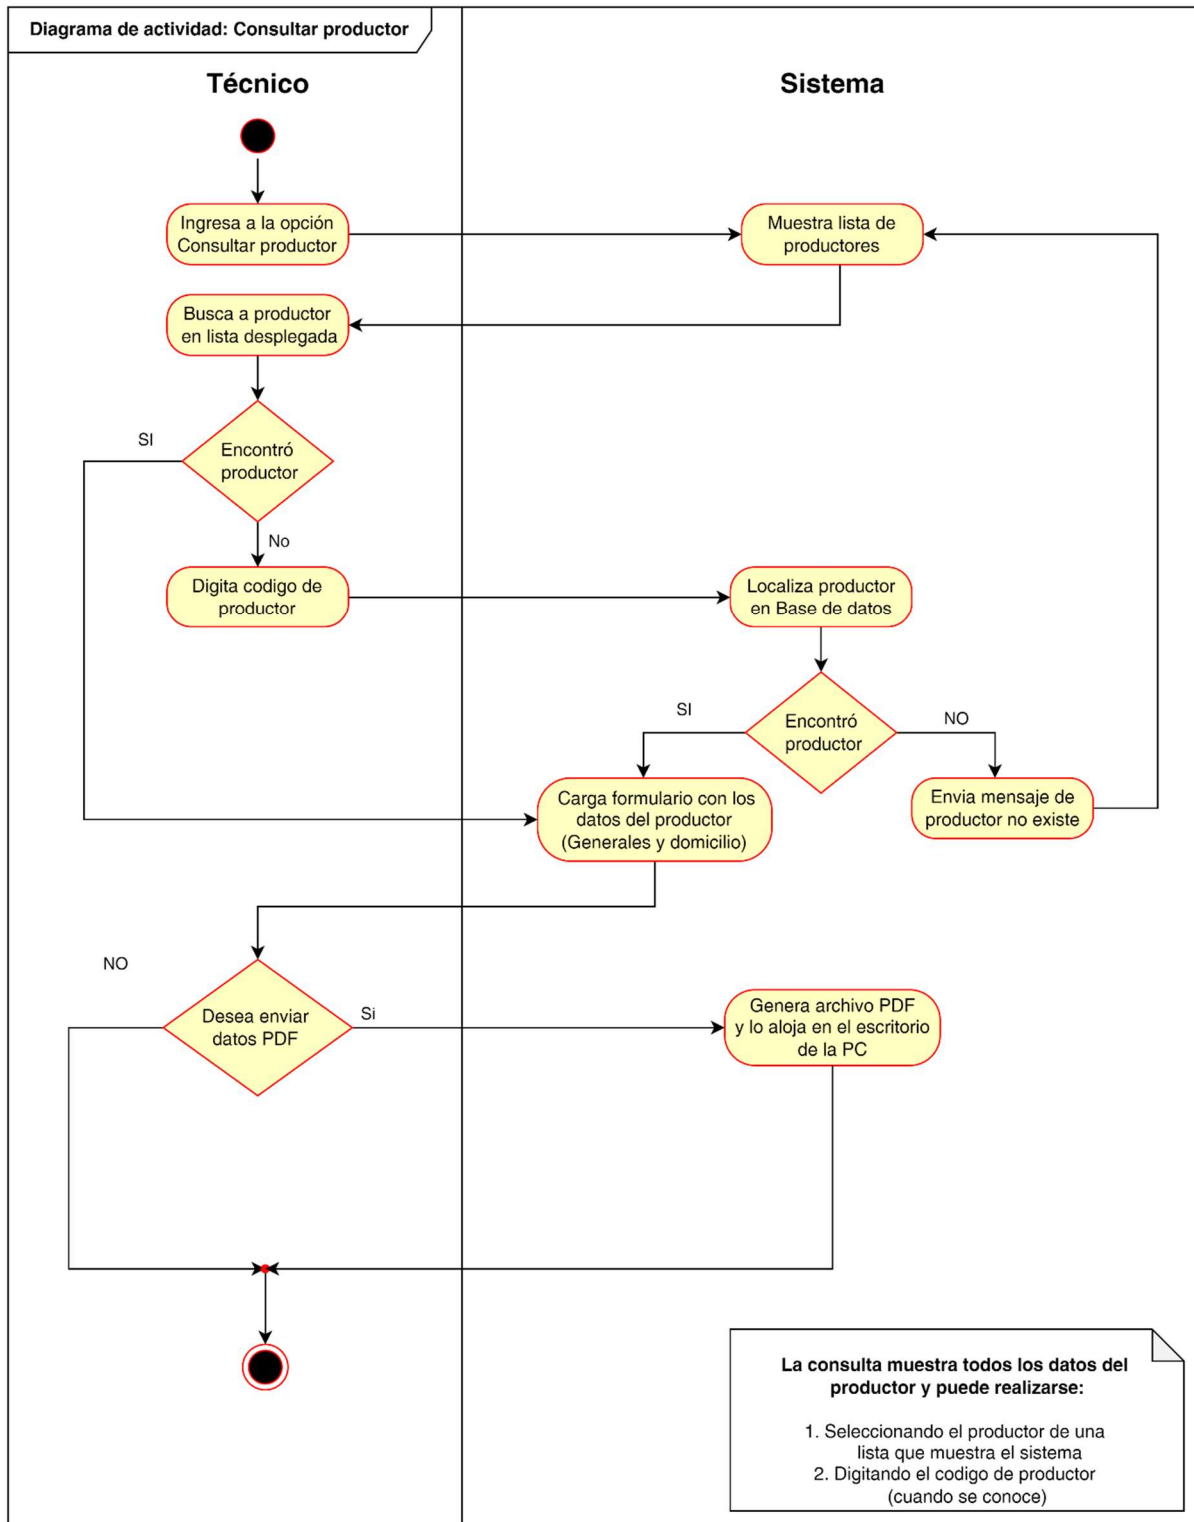 Diagrama de actividad: Consultar productor
Técnico
Sistema
Ingresa a la opción
Consultar productor
Muestra lista de
productores
Busca a productor
en lista desplegada
SI
Encontró
productor
No
Digita codigo de
productor
Localiza productor
en Base de datos
SI
Encontró
productor
NO
Carga formulario con los
datos del productor
(Generales y domicilio)
Envia mensaje de
productor no existe
NO
Desea enviar
datos PDF
Si
Genera archivo PDF
y lo aloja en el escritorio
de la PC
La consulta muestra todos los datos del
productor y puede realizarse:
1. Seleccionando el productor de una
lista que muestra el sistema
2. Digitando el codigo de productor
(cuando se conoce)